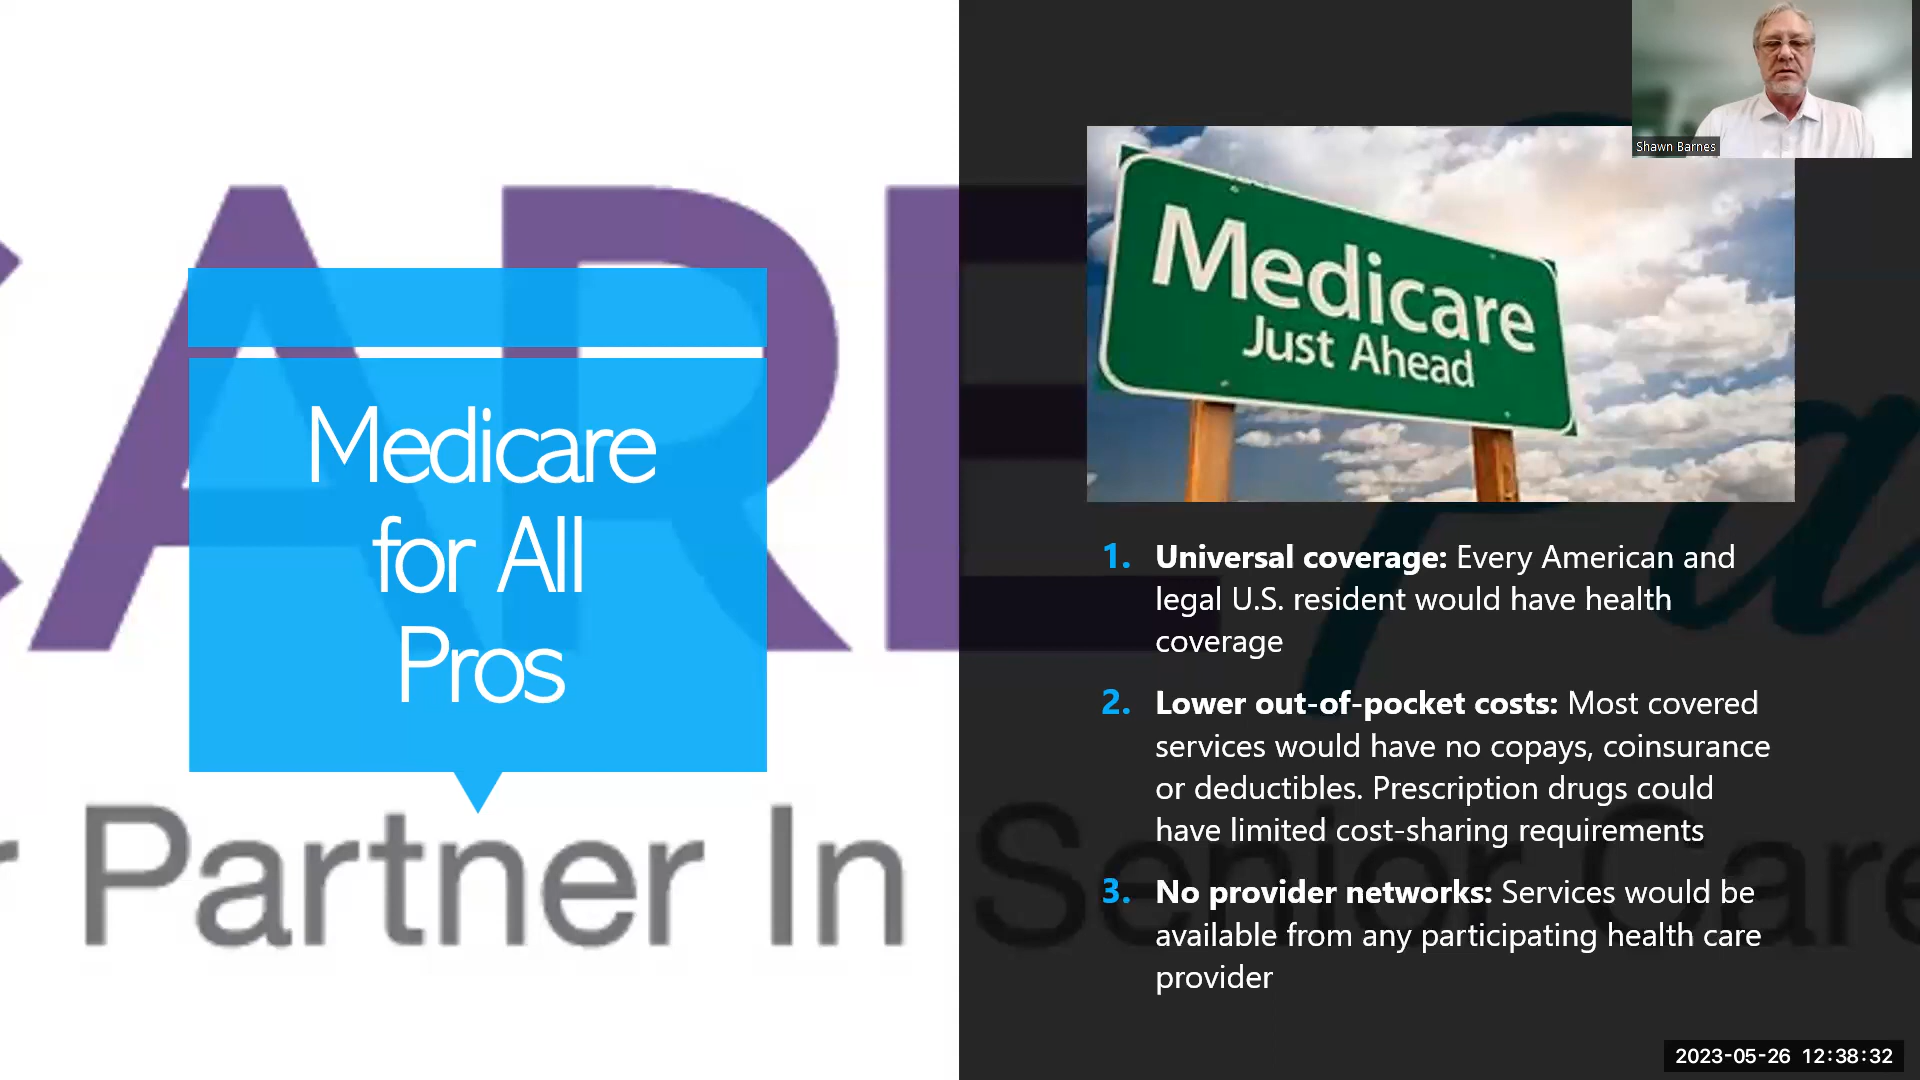 CARE
Medicare
for All
Pros
Partner In Senior Care
Shawn Barnes
Medicare
Just Ahead
1. Universal coverage: Every American and
legal U.S. resident would have health
coverage
2. Lower out-of-pocket costs: Most covered
services would have no copays, coinsurance
or deductibles. Prescription drugs could
have limited cost-sharing requirements
3. No provider networks: Services would be
available from any participating health care
provider
2023-05-26 12:38:32